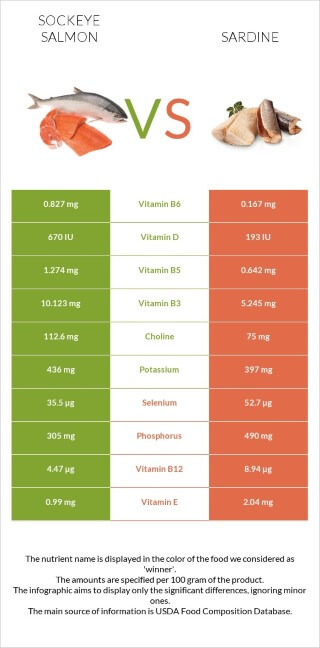 SOCKEYE
SALMON
SARDINE
VS
0.827 mg Vitamin B6 0.167 mg
670 IU Vitamin D 193 IU
1.274 mg Vitamin B5 0.642 mg
10.123 mg Vitamin B3 5.245 mg
112.6 mg Choline 75 mg
436 mg Potassium 397 mg
35.5 µg Selenium 52.7 µg
305 mg Phosphorus 490 mg
4.47 µg Vitamin B12 8.94 µg
0.99 mg Vitamin E 2.04 mg
The nutrient name is displayed in the color of the food we considered as
'winner'.
The amounts are specified per 100 gram of the product.
The infographic aims to display only the significant differences, ignoring minor
ones.
The main source of information is USDA Food Composition Database.